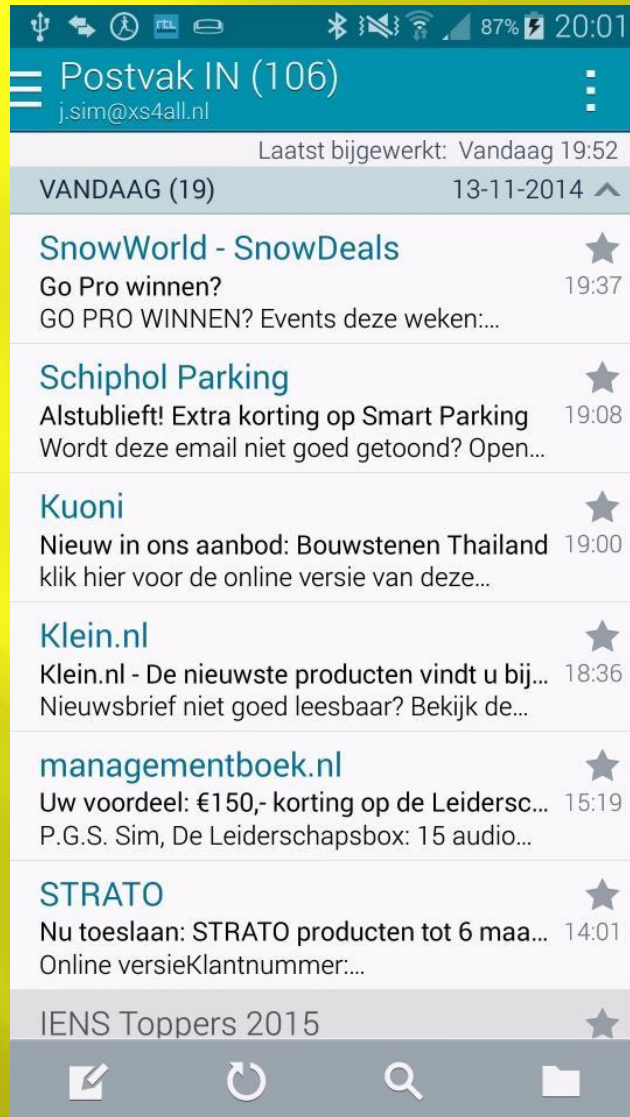 rtl 87% 20:01
Postvak IN (106)
j.sim@xs4all.nl
Laatst bijgewerkt: Vandaag 19:52
VANDAAG (19) 13-11-2014
SnowWorld - SnowDeals
Go Pro winnen? 19:37
GO PRO WINNEN? Events deze weken:...
Schiphol Parking
Alstublieft! Extra korting op Smart Parking 19:08
Wordt deze email niet goed getoond? Open...
Kuoni
Nieuw in ons aanbod: Bouwstenen Thailand 19:00
klik hier voor de online versie van deze...
Klein.nl
Klein.nl - De nieuwste producten vindt u bij... 18:36
Nieuwsbrief niet goed leesbaar? Bekijk de...
managementboek.nl
Uw voordeel: €150,- korting op de Leidersc... 15:19
P.G.S. Sim, De Leiderschapsbox: 15 audio...
STRATO
Nu toeslaan: STRATO producten tot 6 maa... 14:01
Online versieKlantnummer:...
IENS Toppers 2015